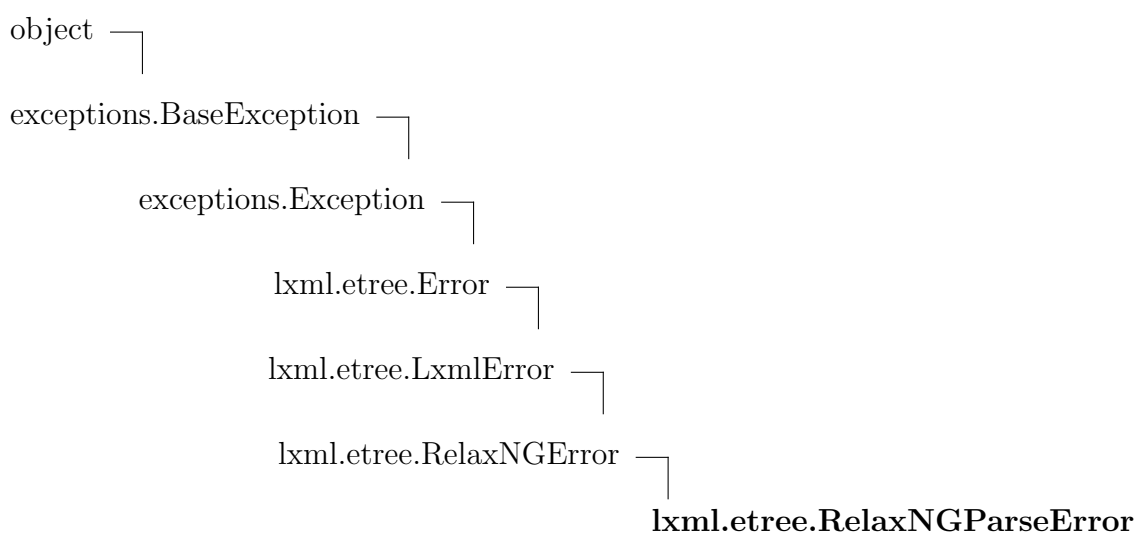 object
exceptions.BaseException
exceptions.Exception
lxml.etree.Error
lxml.etree.LxmlError
lxml.etree.RelaxNGError
lxml.etree.RelaxNGParseError